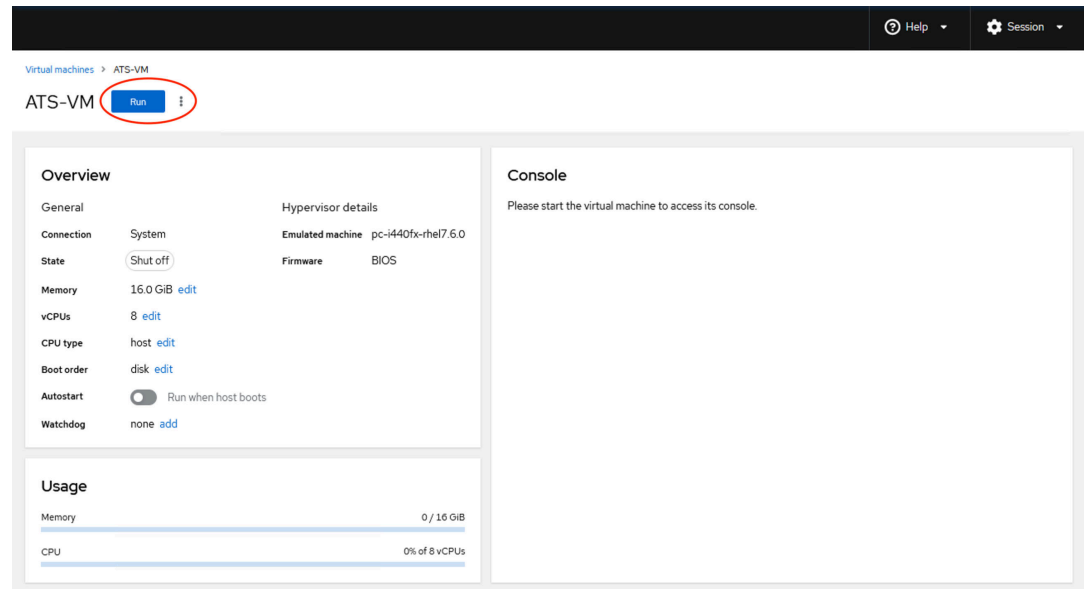 Help
Session
Virtual machines > ATS-VM
ATS-VM Run
Overview
General
Connection System
State Shut off
Memory 16.0 GiB edit
vCPUs 8 edit
CPU type host edit
Boot order disk edit
Autostart Run when host boots
Watchdog none add
Hypervisor details
Emulated machine pc-i440fx-rhel7.6.0
Firmware BIOS
Usage
Memory 0 / 16 GiB
CPU 0% of 8 vCPUs
Console
Please start the virtual machine to access its console.